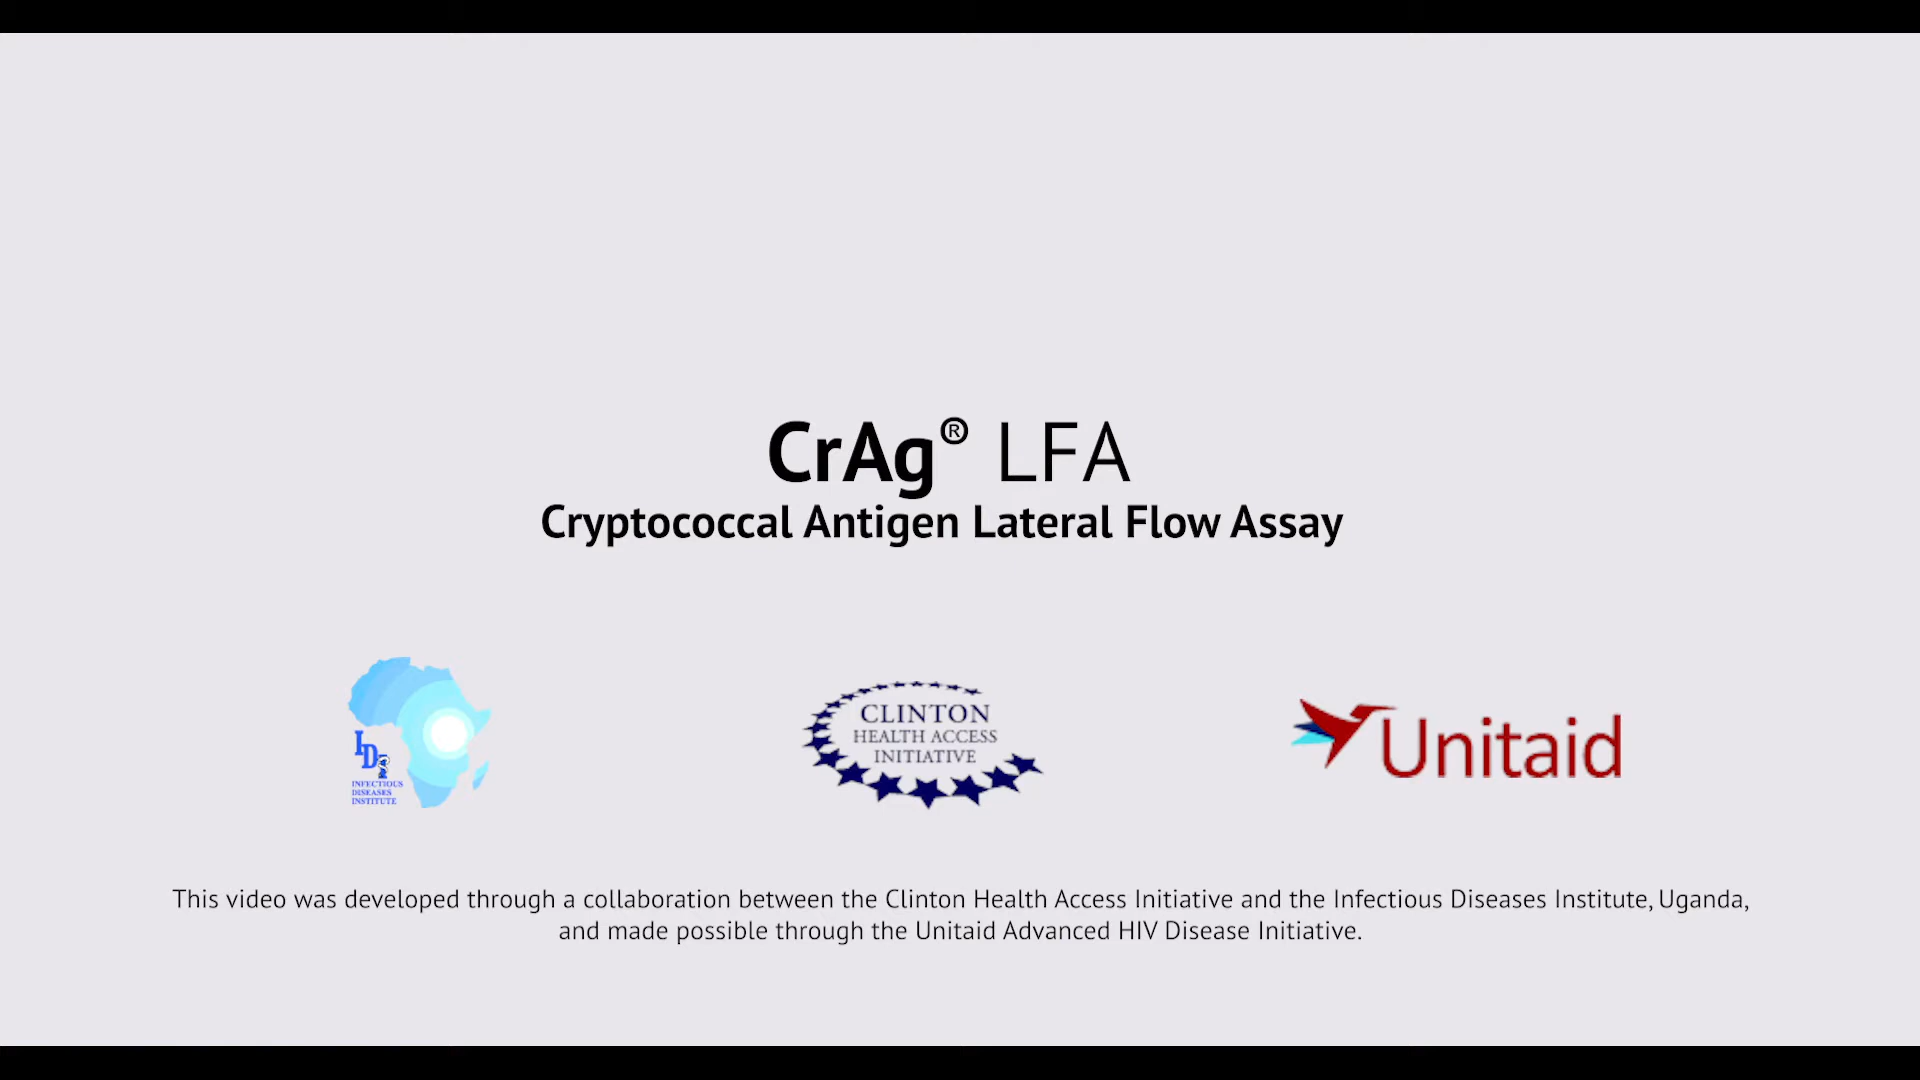 CrAg® LFA
Cryptococcal Antigen Lateral Flow Assay
IDI
INFECTIOUS
DISEASES
INSTITUTE
CLINTON
HEALTH ACCESS
INITIATIVE
Unitaid
This video was developed through a collaboration between the Clinton Health Access Initiative and the Infectious Diseases Institute, Uganda,
and made possible through the Unitaid Advanced HIV Disease Initiative.